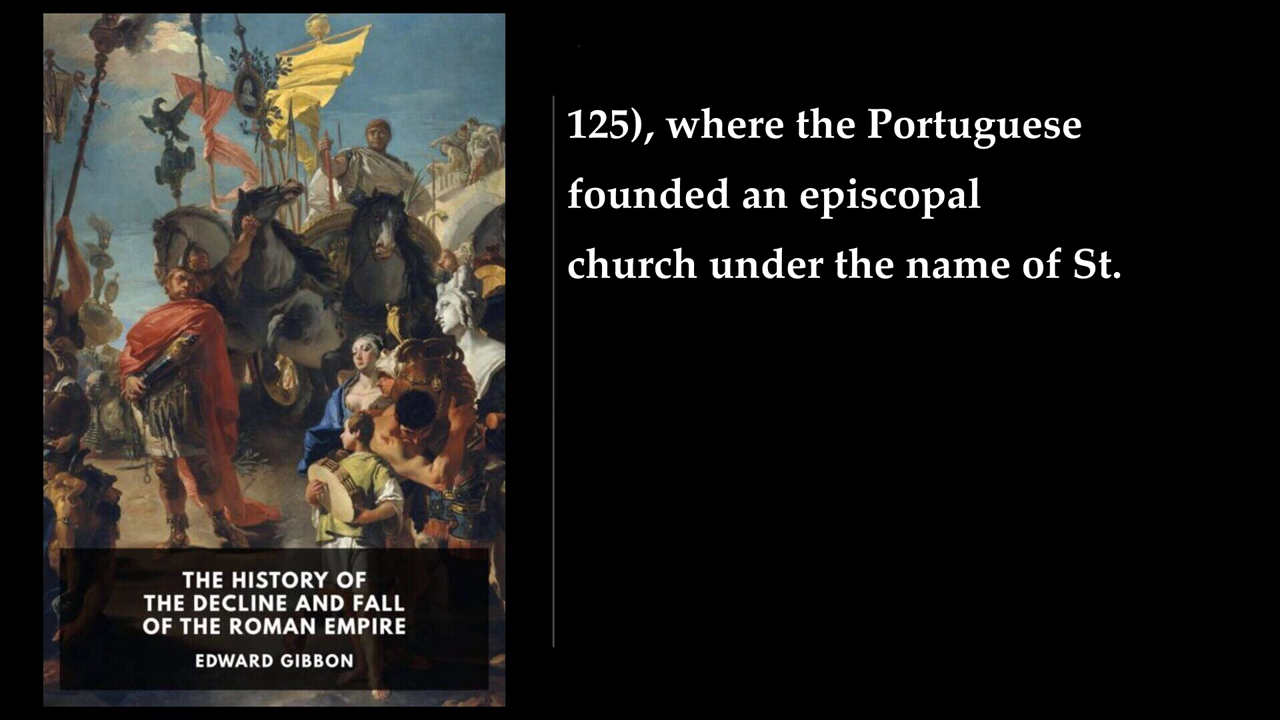 125), where the Portuguese
founded an episcopal
church under the name of St.
THE HISTORY OF
THE DECLINE AND FALL
OF THE ROMAN EMPIRE
EDWARD GIBBON